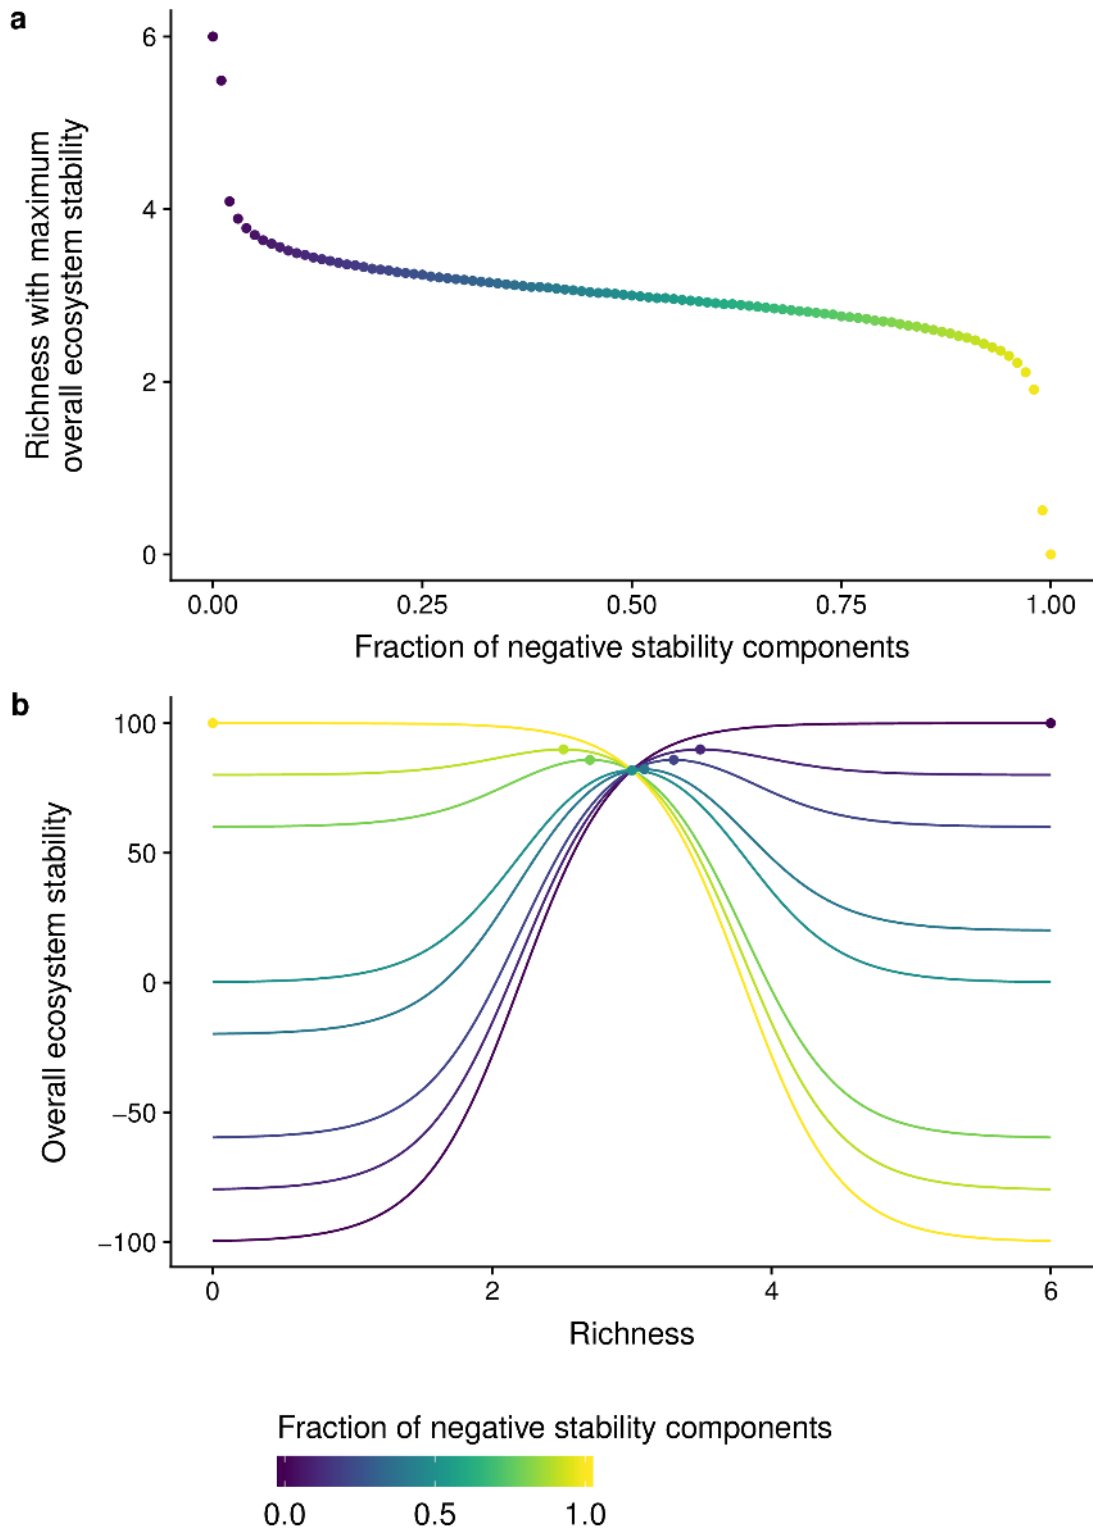 a
Richness with maximum
overall ecosystem stability
6
4
2
0
0.00 0.25 0.50 0.75 1.00
Fraction of negative stability components
b
Overall ecosystem stability
100
50
0
−50
−100
0 2 4 6
Richness
Fraction of negative stability components
0.0 0.5 1.0